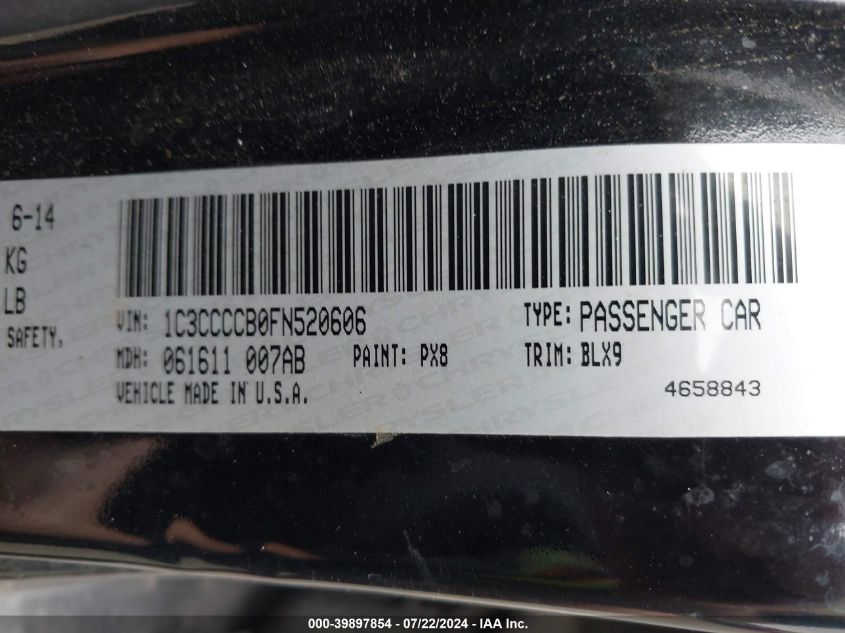 6-14
KG
LB
SAFETY,
VIN: 1C3CCCCB0FN520606
TYPE: PASSENGER CAR
MDH: 061611 007AB
PAINT: PX8
TRIM: BLX9
VEHICLE MADE IN U.S.A.
4658843
000-39897854 / 07/22/2024 - IAA Inc.